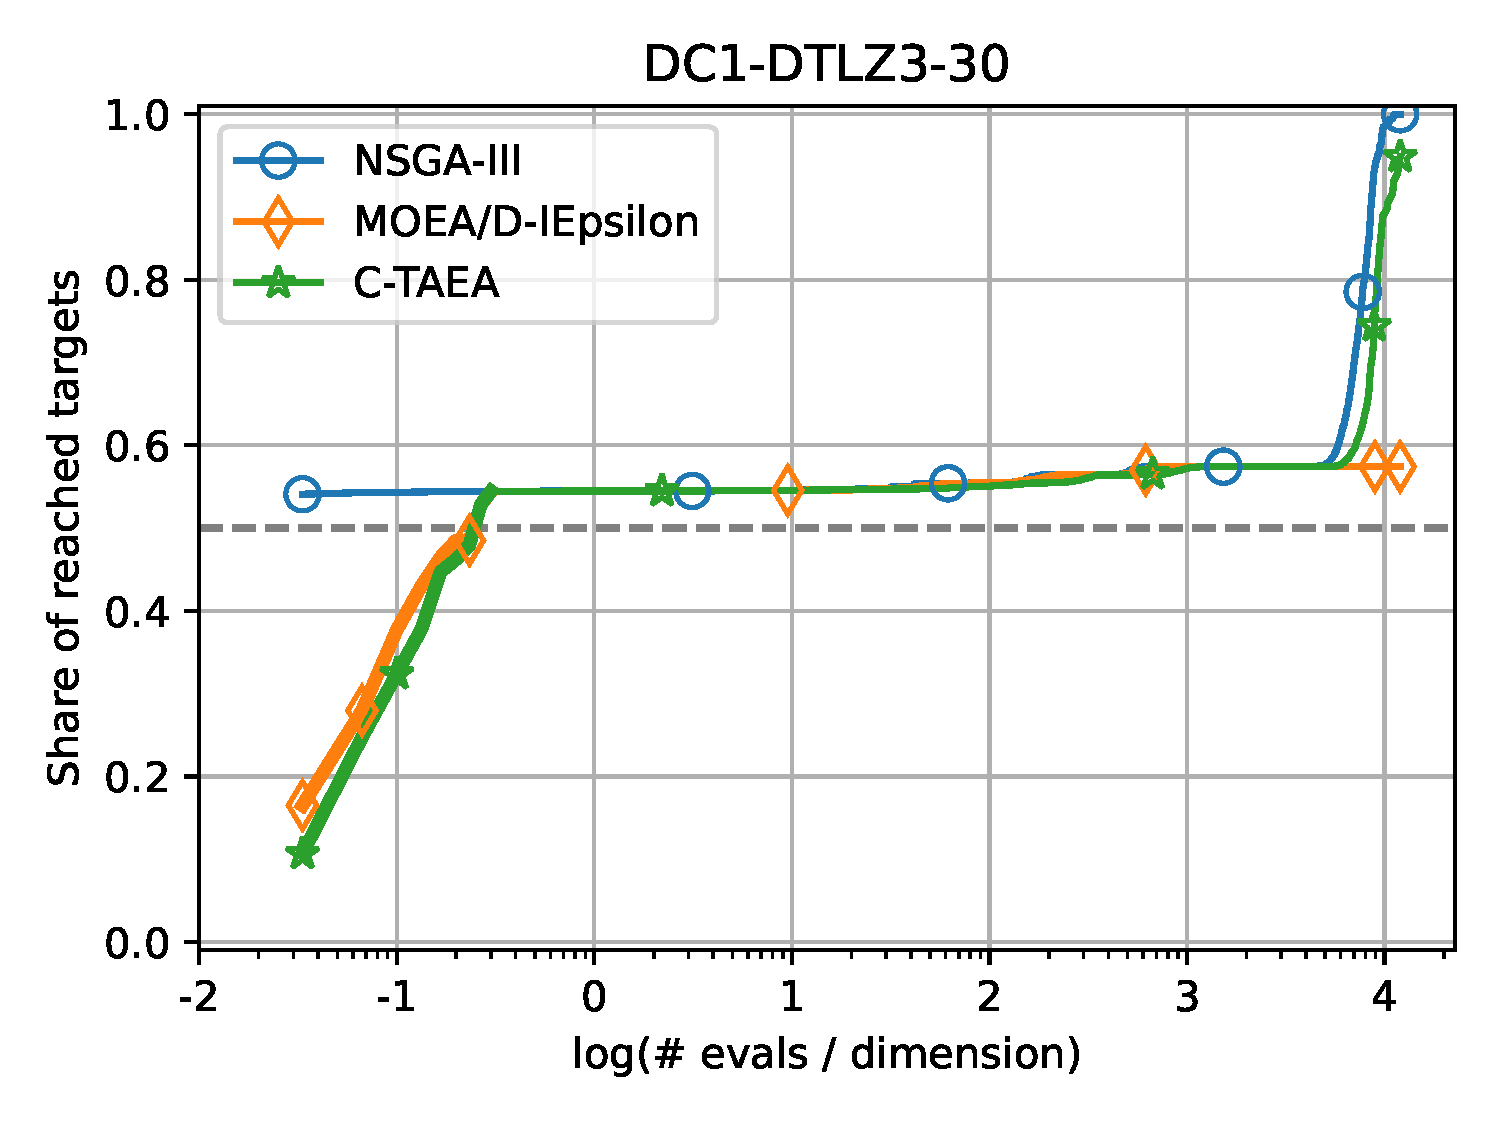 DC1-DTLZ3-30
1.0
0.8
0.6
0.4
0.2
0.0
NSGA-III
MOEA/D-IEpsilon
C-TAEA
Share of reached targets
-2 -1 0 1 2 3 4
log(# evals / dimension)